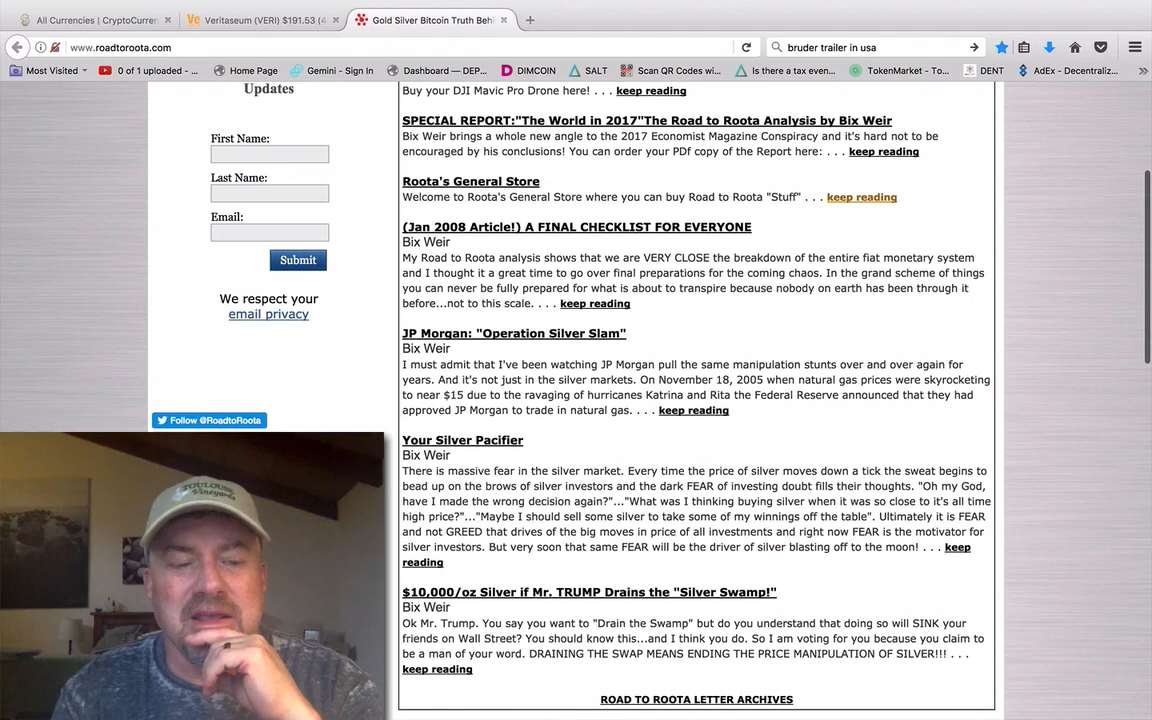 All Currencies | CryptoCurren
Veritaseum (VERI) $191.53 (4
Gold Silver Bitcoin Truth Behi
www.roadtoroota.com
bruder trailer in usa
Most Visited
0 of 1 uploaded - ...
Home Page
Gemini - Sign In
Dashboard — DEP...
DIMCOIN
SALT
Scan QR Codes wi...
Is there a tax even...
TokenMarket - To...
DENT
AdEx - Decentraliz...
Updates
First Name:
Last Name:
Email:
Submit
We respect your
email privacy
Follow @RoadtoRoota
Buy your DJI Mavic Pro Drone here! . . . keep reading
SPECIAL REPORT:"The World in 2017"The Road to Roota Analysis by Bix Weir
Bix Weir brings a whole new angle to the 2017 Economist Magazine Conspiracy and it's hard not to be
encouraged by his conclusions! You can order your PDf copy of the Report here: . . . keep reading
Roota's General Store
Welcome to Roota's General Store where you can buy Road to Roota "Stuff" . . . keep reading
(Jan 2008 Article!) A FINAL CHECKLIST FOR EVERYONE
Bix Weir
My Road to Roota analysis shows that we are VERY CLOSE the breakdown of the entire fiat monetary system
and I thought it a great time to go over final preparations for the coming chaos. In the grand scheme of things
you can never be fully prepared for what is about to transpire because nobody on earth has been through it
before...not to this scale. . . . keep reading
JP Morgan: "Operation Silver Slam"
Bix Weir
I must admit that I've been watching JP Morgan pull the same manipulation stunts over and over again for
years. And it's not just in the silver markets. On November 18, 2005 when natural gas prices were skyrocketing
to near $15 due to the ravaging of hurricanes Katrina and Rita the Federal Reserve announced that they had
approved JP Morgan to trade in natural gas. . . . keep reading
Your Silver Pacifier
Bix Weir
There is massive fear in the silver market. Every time the price of silver moves down a tick the sweat begins to
bead up on the brows of silver investors and the dark FEAR of investing doubt fills their thoughts. "Oh my God,
have I made the wrong decision again?"..."What was I thinking buying silver when it was so close to it's all time
high price?"..."Maybe I should sell some silver to take some of my winnings off the table". Ultimately it is FEAR
and not GREED that drives of the big moves in price of all investments and right now FEAR is the motivator for
silver investors. But very soon that same FEAR will be the driver of silver blasting off to the moon! . . . keep
reading
$10,000/oz Silver if Mr. TRUMP Drains the "Silver Swamp!"
Bix Weir
Ok Mr. Trump. You say you want to "Drain the Swamp" but do you understand that doing so will SINK your
friends on Wall Street? You should know this...and I think you do. So I am voting for you because you claim to
be a man of your word. DRAINING THE SWAP MEANS ENDING THE PRICE MANIPULATION OF SILVER!!! . . .
keep reading
ROAD TO ROOTA LETTER ARCHIVES
TOULOUSE
Vineyards